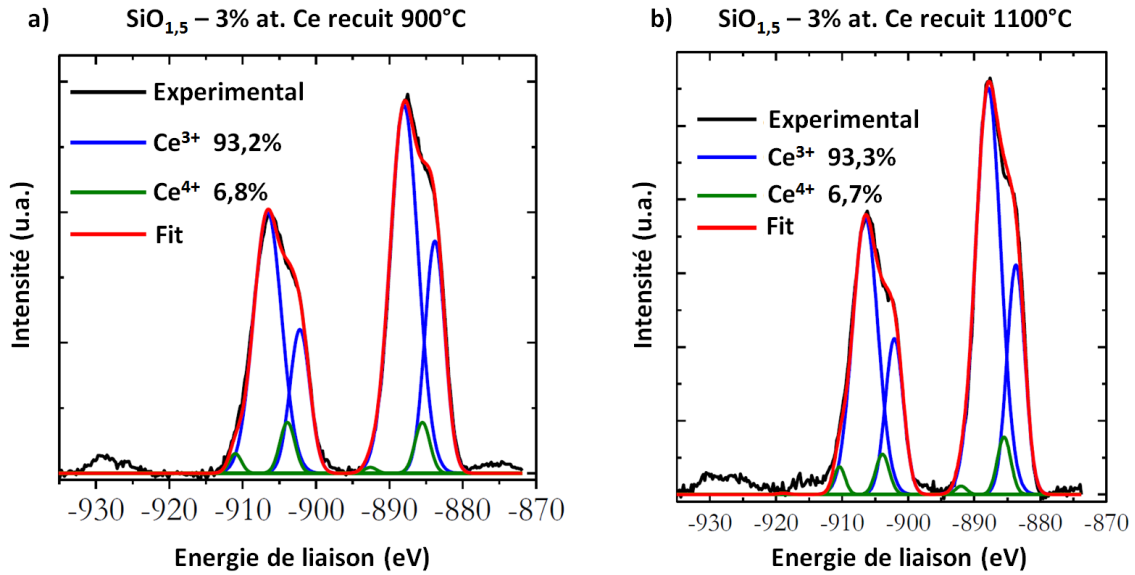 a) SiO1,5 – 3% at. Ce recuit 900°C
Experimental
Ce3+ 93,2%
Ce4+ 6,8%
Fit
Intensité (u.a.)
-930 -920 -910 -900 -890 -880 -870
Energie de liaison (eV)
b) SiO1,5 – 3% at. Ce recuit 1100°C
Experimental
Ce3+ 93,3%
Ce4+ 6,7%
Fit
Intensité (u.a.)
-930 -920 -910 -900 -890 -880 -870
Energie de liaison (eV)